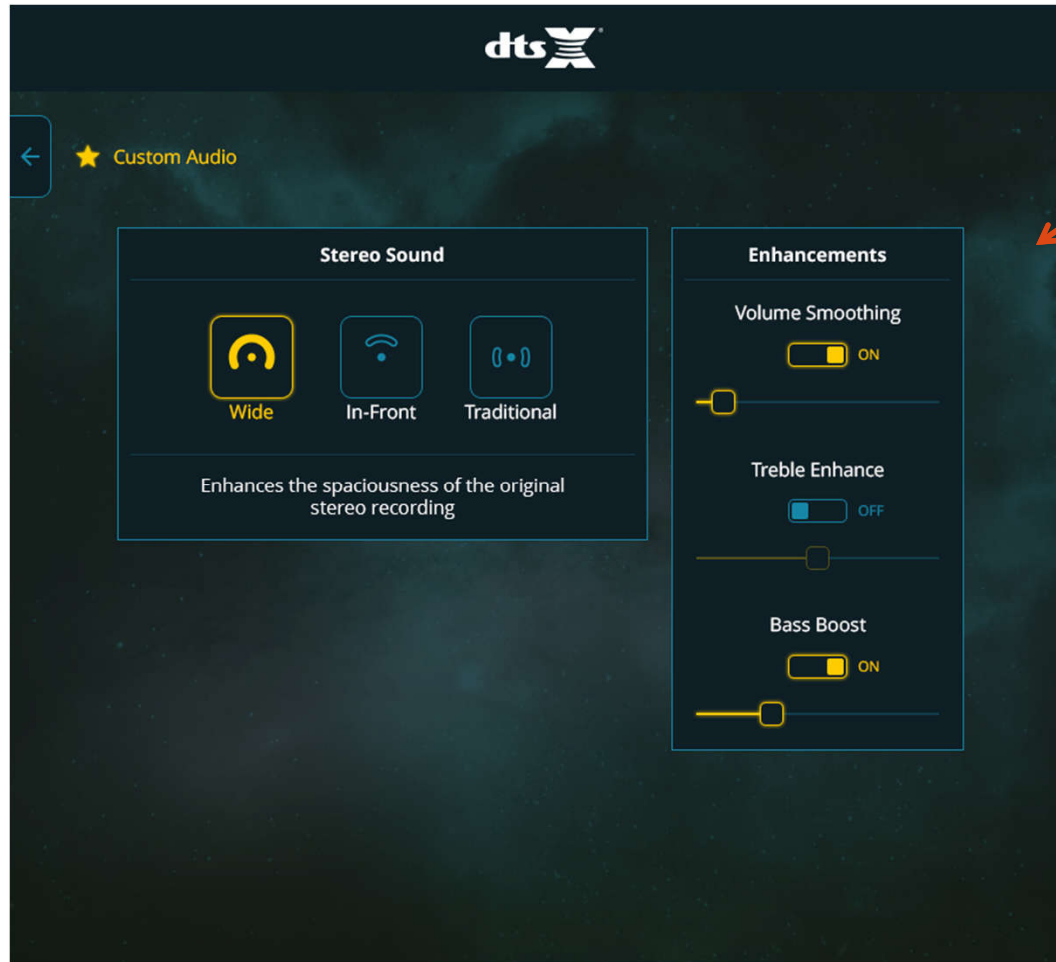 dts X®
Custom Audio
Stereo Sound
Wide
In-Front
Traditional
Enhances the spaciousness of the original
stereo recording
Enhancements
Volume Smoothing
ON
Treble Enhance
OFF
Bass Boost
ON